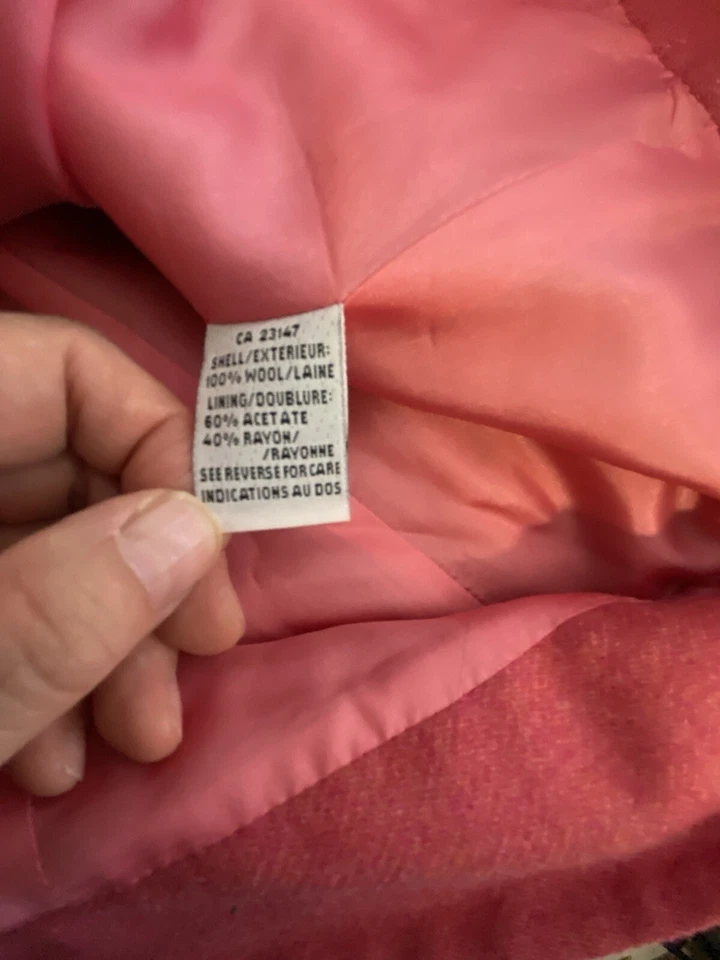 CA 23147
SHELL/EXTERIEUR:
100% WOOL/LAINE
LINING/DOUBLURE:
60% ACETATE
40% RAYON/
/RAYONNE
SEE REVERSE FOR CARE
INDICATIONS AU DOS